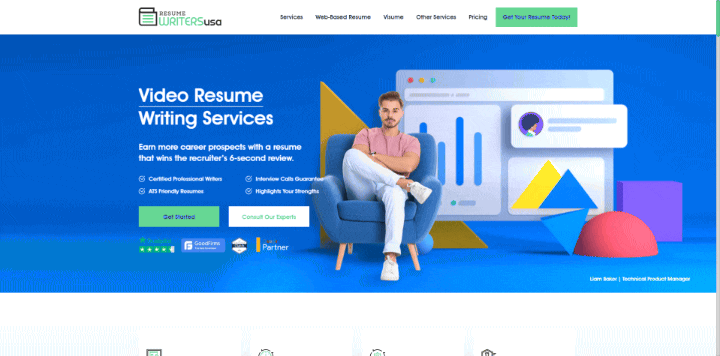 RESUME
WRITERSusa
Services
Web-Based Resume
Visume
Other Services
Pricing
Get Your Resume Today!
Video Resume
Writing Services
Earn more career prospects with a resume
that wins the recruiter's 6-second review.
Certified Professional Writers
Interview Calls Guarantee
ATS Friendly Resumes
Highlights Your Strengths
Get Started
Consult Our Experts
GoodFirms
Partner
Liam Baker | Technical Product Manager